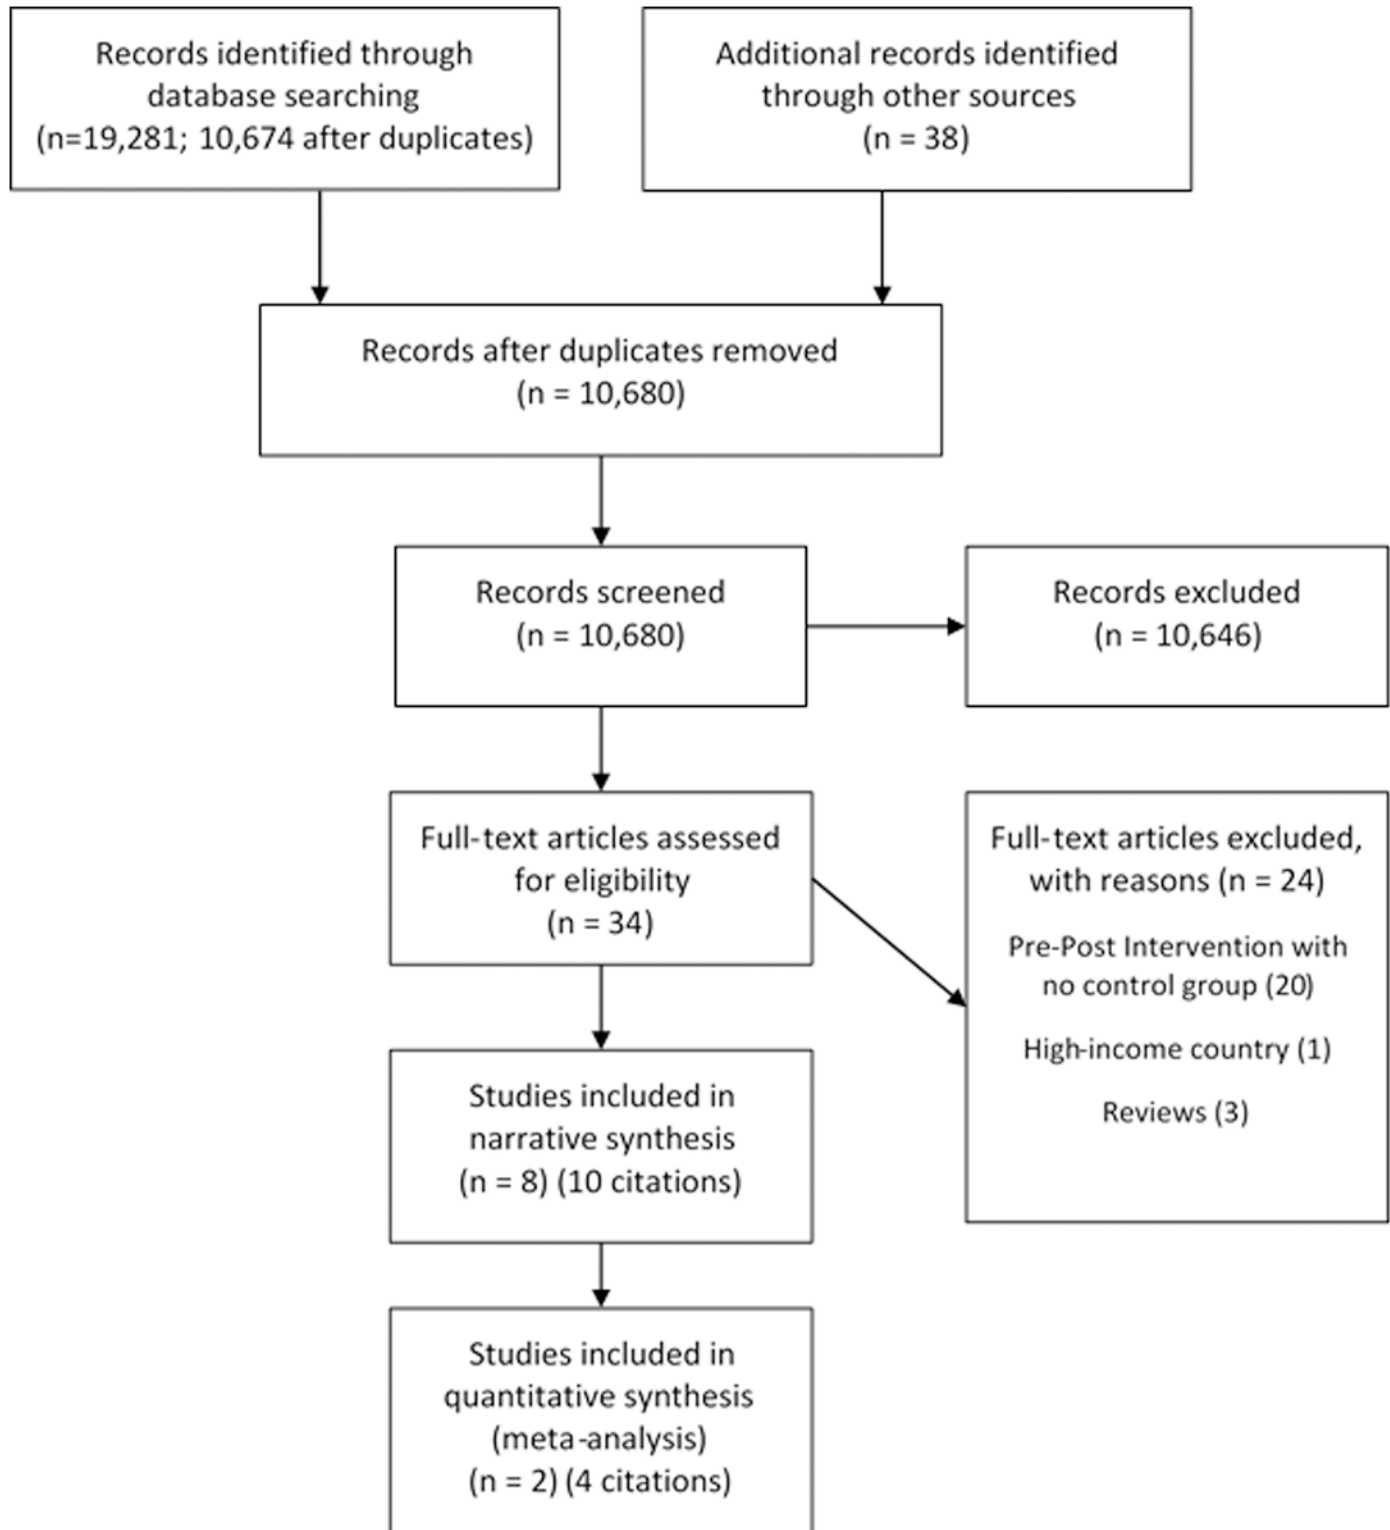 Records identified through
database searching
(n=19,281; 10,674 after duplicates)
Additional records identified
through other sources
(n = 38)
Records after duplicates removed
(n = 10,680)
Records screened
(n = 10,680)
Records excluded
(n = 10,646)
Full-text articles assessed
for eligibility
(n = 34)
Full-text articles excluded,
with reasons (n = 24)
Pre-Post Intervention with
no control group (20)
High-income country (1)
Reviews (3)
Studies included in
narrative synthesis
(n = 8) (10 citations)
Studies included in
quantitative synthesis
(meta-analysis)
(n = 2) (4 citations)